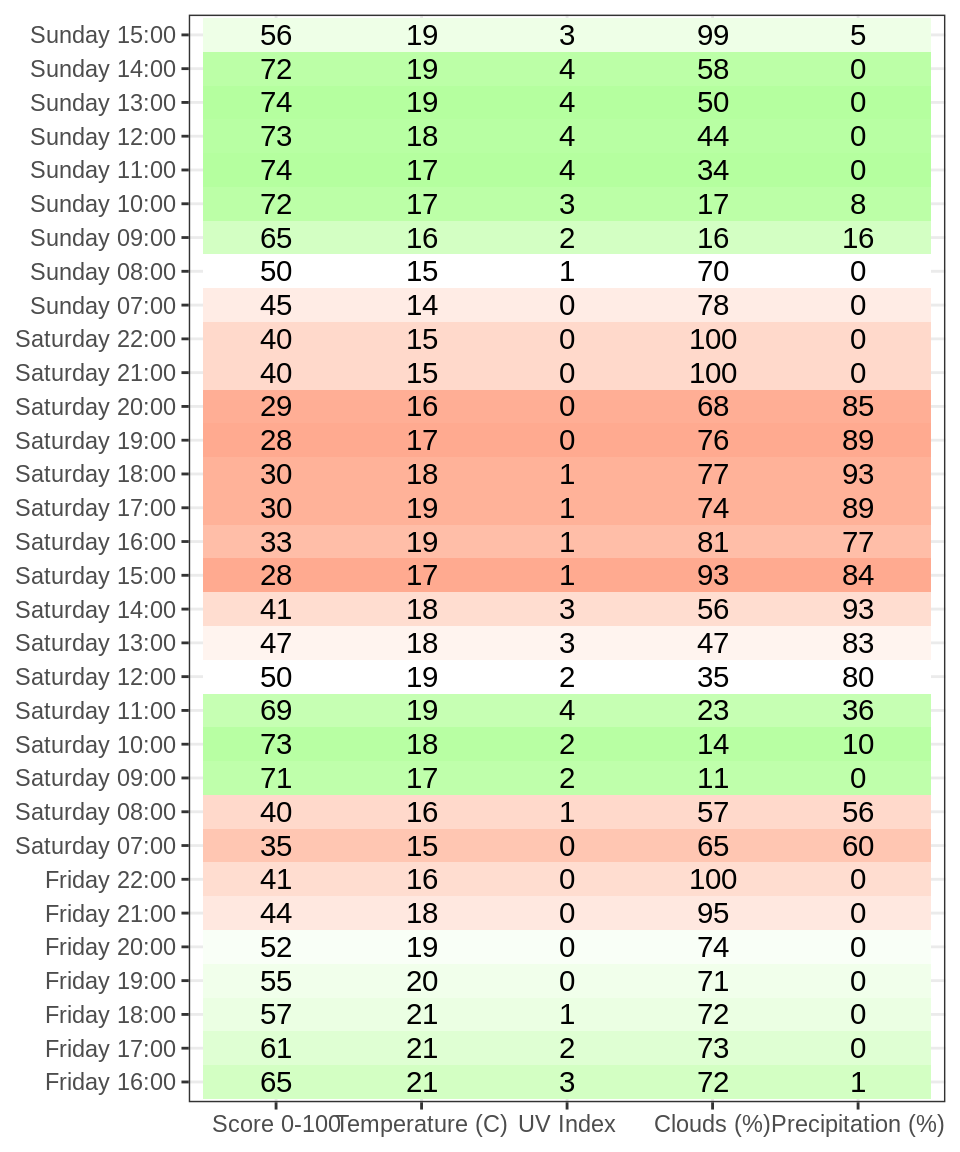 Sunday 15:00 56 19 3 99 5
Sunday 14:00 72 19 4 58 0
Sunday 13:00 74 19 4 50 0
Sunday 12:00 73 18 4 44 0
Sunday 11:00 74 17 4 34 0
Sunday 10:00 72 17 3 17 8
Sunday 09:00 65 16 2 16 16
Sunday 08:00 50 15 1 70 0
Sunday 07:00 45 14 0 78 0
Saturday 22:00 40 15 0 100 0
Saturday 21:00 40 15 0 100 0
Saturday 20:00 29 16 0 68 85
Saturday 19:00 28 17 0 76 89
Saturday 18:00 30 18 1 77 93
Saturday 17:00 30 19 1 74 89
Saturday 16:00 33 19 1 81 77
Saturday 15:00 28 17 1 93 84
Saturday 14:00 41 18 3 56 93
Saturday 13:00 47 18 3 47 83
Saturday 12:00 50 19 2 35 80
Saturday 11:00 69 19 4 23 36
Saturday 10:00 73 18 2 14 10
Saturday 09:00 71 17 2 11 0
Saturday 08:00 40 16 1 57 56
Saturday 07:00 35 15 0 65 60
Friday 22:00 41 16 0 100 0
Friday 21:00 44 18 0 95 0
Friday 20:00 52 19 0 74 0
Friday 19:00 55 20 0 71 0
Friday 18:00 57 21 1 72 0
Friday 17:00 61 21 2 73 0
Friday 16:00 65 21 3 72 1
Score 0-100 Temperature (C) UV Index Clouds (%) Precipitation (%)